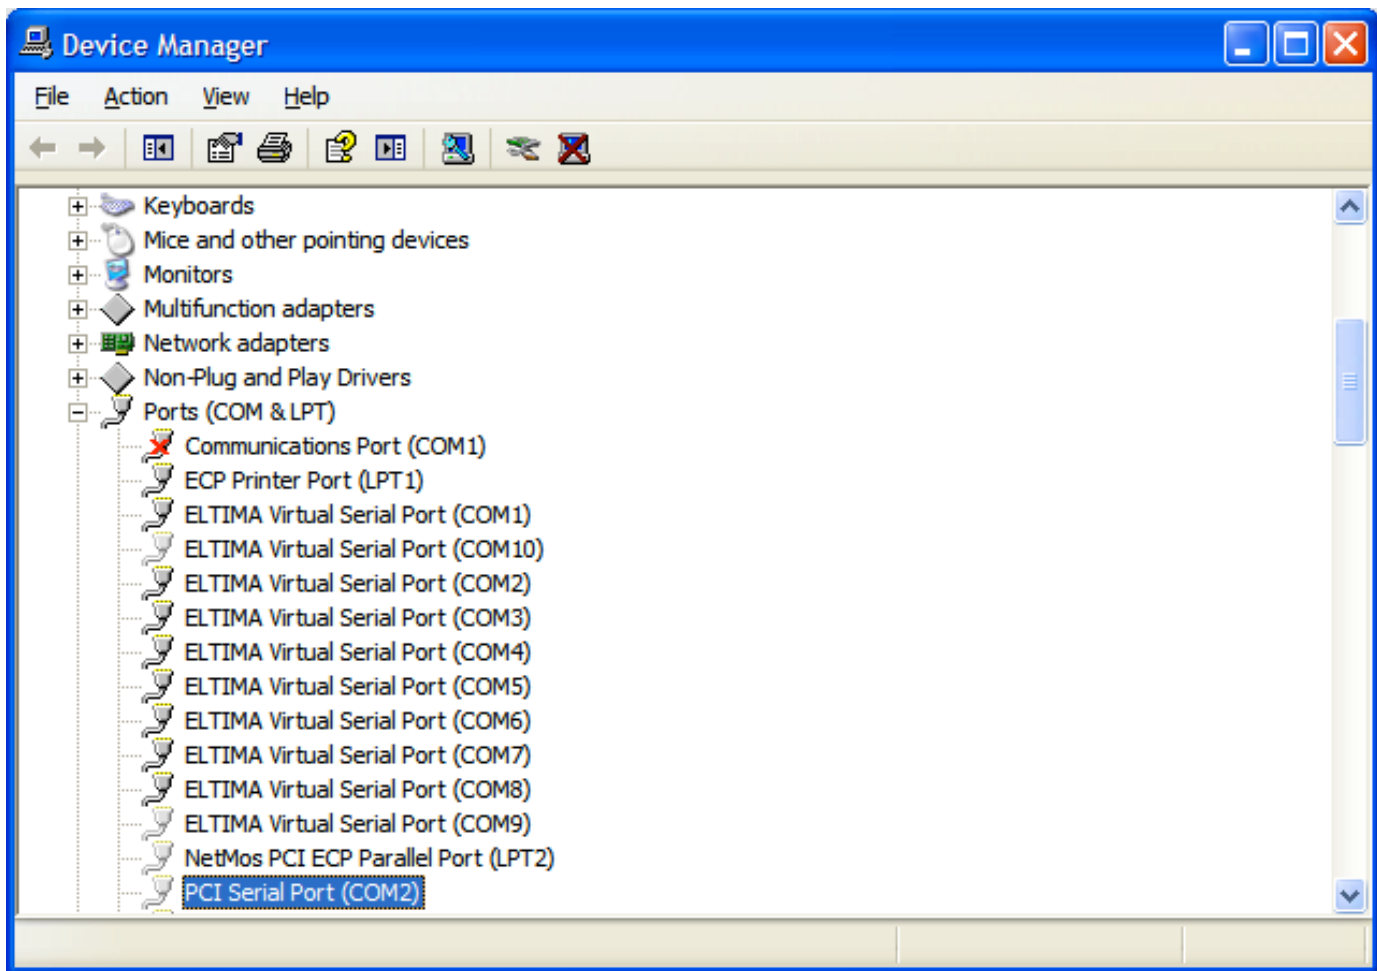 Device Manager
File Action View Help
Keyboards
Mice and other pointing devices
Monitors
Multifunction adapters
Network adapters
Non-Plug and Play Drivers
Ports (COM & LPT)
Communications Port (COM1)
ECP Printer Port (LPT1)
ELTIMA Virtual Serial Port (COM1)
ELTIMA Virtual Serial Port (COM10)
ELTIMA Virtual Serial Port (COM2)
ELTIMA Virtual Serial Port (COM3)
ELTIMA Virtual Serial Port (COM4)
ELTIMA Virtual Serial Port (COM5)
ELTIMA Virtual Serial Port (COM6)
ELTIMA Virtual Serial Port (COM7)
ELTIMA Virtual Serial Port (COM8)
ELTIMA Virtual Serial Port (COM9)
NetMos PCI ECP Parallel Port (LPT2)
PCI Serial Port (COM2)